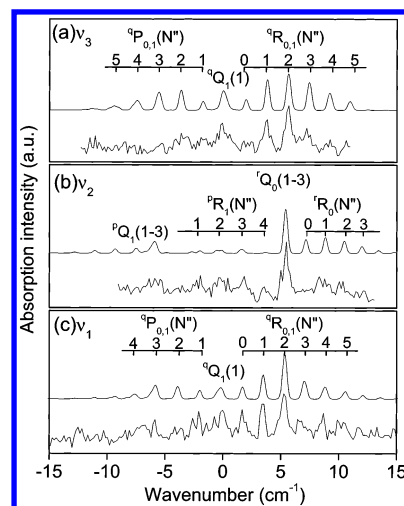 (a)ν₃
qP₀,₁(N") qR₀,₁(N")
5 4 3 2 1 0 1 2 3 4 5
qQ₁(1)
(b)ν₂
rQ₀(1-3)
pQ₁(1-3) pR₁(N") rR₀(N")
1 2 3 4 0 1 2 3
(c)ν₁
qP₀,₁(N") qR₀,₁(N")
4 3 2 1 0 1 2 3 4 5
qQ₁(1)
Absorption intensity (a.u.)
-15 -10 -5 0 5 10 15
Wavenumber (cm⁻¹)